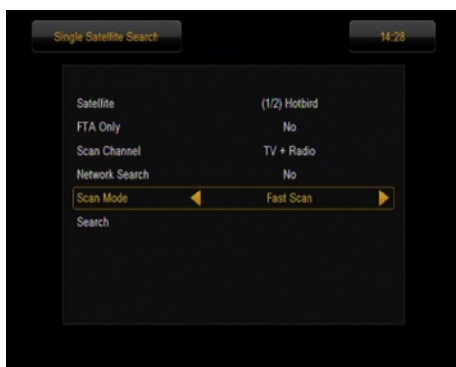 Single Satellite Search 14:28
Satellite (1/2) Hotbird
FTA Only No
Scan Channel TV + Radio
Network Search No
Scan Mode Fast Scan
Search